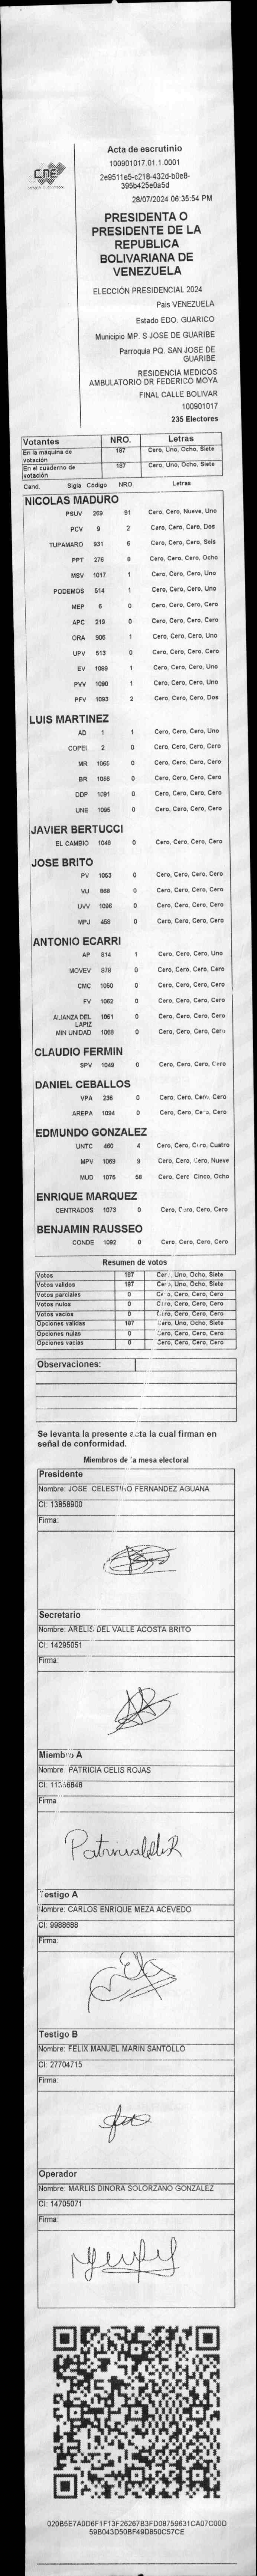 CNE
Acta de escrutinio
100901017.01.1.0001
2e9511e5-c218-432d-b0e8-
395b425e0a5d
28/07/2024 06:35:54 PM
PRESIDENTA O
PRESIDENTE DE LA
REPUBLICA
BOLIVARIANA DE
VENEZUELA
ELECCIÓN PRESIDENCIAL 2024
Pais VENEZUELA
Estado EDO. GUARICO
Municipio MP. S JOSE DE GUARIBE
Parroquia PQ. SAN JOSE DE
GUARIBE
RESIDENCIA MEDICOS
AMBULATORIO DR FEDERICO MOYA
FINAL CALLE BOLIVAR
100901017
235 Electores
Votantes NRO. Letras
En la máquina de votación 187 Cero, Uno, Ocho, Siete
En el cuaderno de votación 187 Cero, Uno, Ocho, Siete
Cand. Sigla Código NRO. Letras
NICOLAS MADURO
PSUV 269 91 Cero, Cero, Nueve, Uno
PCV 9 2 Cero, Cero, Cero, Dos
TUPAMARO 931 6 Cero, Cero, Cero, Seis
PPT 276 8 Cero, Cero, Cero, Ocho
MSV 1017 1 Cero, Cero, Cero, Uno
PODEMOS 514 1 Cero, Cero, Cero, Uno
MEP 6 0 Cero, Cero, Cero, Cero
APC 219 0 Cero, Cero, Cero, Cero
ORA 906 1 Cero, Cero, Cero, Uno
UPV 513 0 Cero, Cero, Cero, Cero
EV 1089 1 Cero, Cero, Cero, Uno
PVV 1090 1 Cero, Cero, Cero, Uno
PFV 1093 2 Cero, Cero, Cero, Dos
LUIS MARTINEZ
AD 1 1 Cero, Cero, Cero, Uno
COPEI 2 0 Cero, Cero, Cero, Cero
MR 1065 0 Cero, Cero, Cero, Cero
BR 1066 0 Cero, Cero, Cero, Cero
DDP 1091 0 Cero, Cero, Cero, Cero
UNE 1095 0 Cero, Cero, Cero, Cero
JAVIER BERTUCCI
EL CAMBIO 1048 0 Cero, Cero, Cero, Cero
JOSE BRITO
PV 1053 0 Cero, Cero, Cero, Cero
VU 868 0 Cero, Cero, Cero, Cero
UVV 1096 0 Cero, Cero, Cero, Cero
MPJ 458 0 Cero, Cero, Cero, Cero
ANTONIO ECARRI
AP 814 1 Cero, Cero, Cero, Uno
MOVEV 979 0 Cero, Cero, Cero, Cero
CMC 1050 0 Cero, Cero, Cero, Cero
FV 1062 0 Cero, Cero, Cero, Cero
ALIANZA DEL LAPIZ 1051 0 Cero, Cero, Cero, Cero
MIN UNIDAD 1068 0 Cero, Cero, Cero, Cero
CLAUDIO FERMIN
SPV 1049 0 Cero, Cero, Cero, Cero
DANIEL CEBALLOS
VPA 236 0 Cero, Cero, Cero, Cero
AREPA 1094 0 Cero, Cero, Cero, Cero
EDMUNDO GONZALEZ
UNTC 460 4 Cero, Cero, Cero, Cuatro
MPV 1069 9 Cero, Cero, Cero, Nueve
MUD 1075 58 Cero, Cero, Cinco, Ocho
ENRIQUE MARQUEZ
CENTRADOS 1073 0 Cero, Cero, Cero, Cero
BENJAMIN RAUSSEO
CONDE 1092 0 Cero, Cero, Cero, Cero
Resumen de votos
Votos 187 Cero, Uno, Ocho, Siete
Votos validos 187 Cero, Uno, Ocho, Siete
Votos parciales 0 Cero, Cero, Cero, Cero
Votos nulos 0 Cero, Cero, Cero, Cero
Votos vacios 0 Cero, Cero, Cero, Cero
Opciones validas 187 Cero, Uno, Ocho, Siete
Opciones nulas 0 Cero, Cero, Cero, Cero
Opciones vacias 0 Cero, Cero, Cero, Cero
Observaciones:
Se levanta la presente acta la cual firman en
señal de conformidad.
Miembros de la mesa electoral
Presidente
Nombre: JOSE CELESTINO FERNANDEZ AGUANA
CI: 13858900
Firma:
Secretario
Nombre: ARELIS DEL VALLE ACOSTA BRITO
CI: 14295051
Firma:
Miembro A
Nombre: PATRICIA CELIS ROJAS
CI:
Firma
Testigo A
Nombre: CARLOS ENRIQUE MEZA ACEVEDO
CI: 9988688
Firma:
Testigo B
Nombre: FELIX MANUEL MARIN SANTOLLO
CI: 27704715
Firma:
Operador
Nombre: MARLIS DINORA SOLORZANO GONZALEZ
CI: 14705071
Firma:
020B5E7A0D6F1F13F26267B3FD08759631CA07C00D
59B043D50BF49D850C57CE